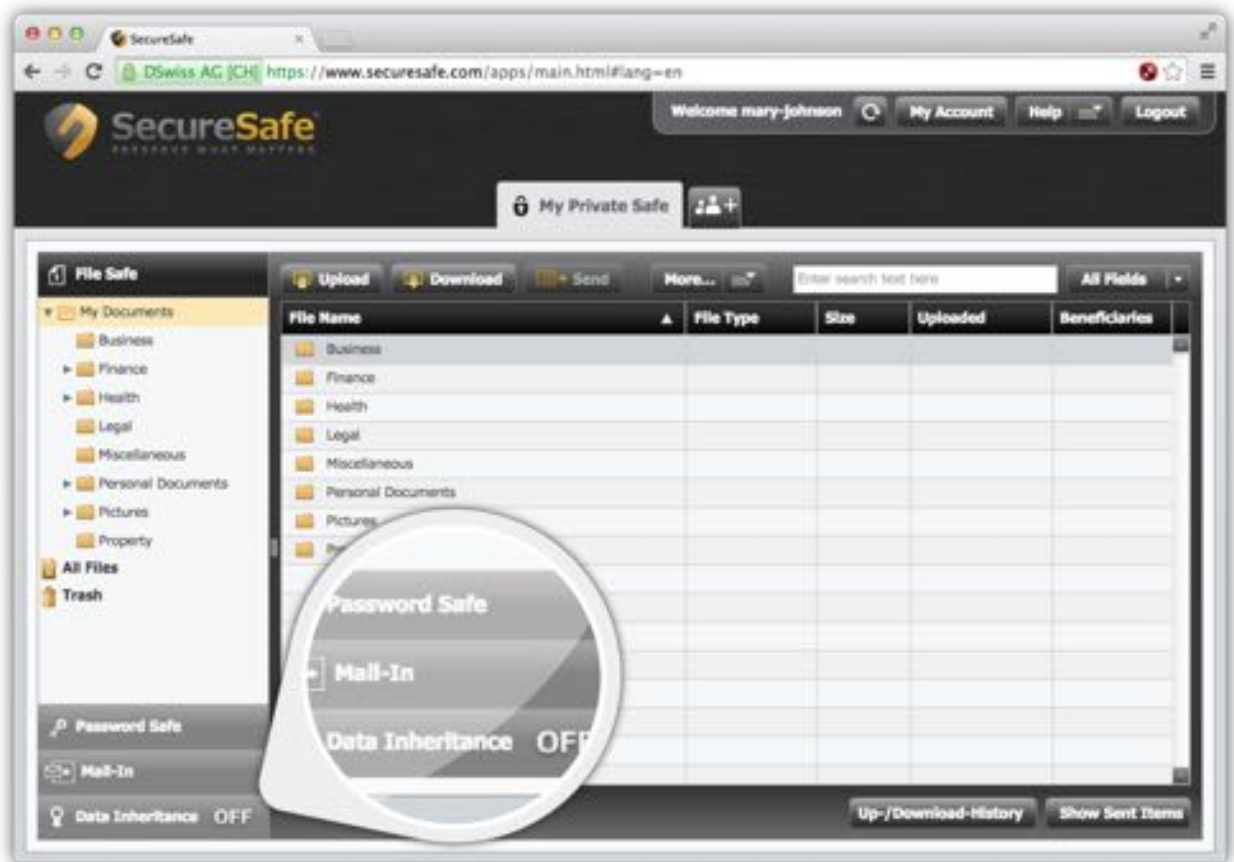 SecureSafe
DSwiss AG [CH] https://www.securesafe.com/apps/main.html#lang=en
SecureSafe
PRESERVE WHAT MATTERS
Welcome mary-johnson
My Account
Help
Logout
My Private Safe
File Safe
Upload
Download
Send
More...
Enter search text here
All Fields
My Documents
Business
Finance
Health
Legal
Miscellaneous
Personal Documents
Pictures
Property
All Files
Trash
File Name
File Type
Size
Uploaded
Beneficiaries
Business
Finance
Health
Legal
Miscellaneous
Personal Documents
Pictures
Password Safe
Mail-In
Data Inheritance OFF
Password Safe
Mail-In
Data Inheritance OFF
Up-/Download-History
Show Sent Items